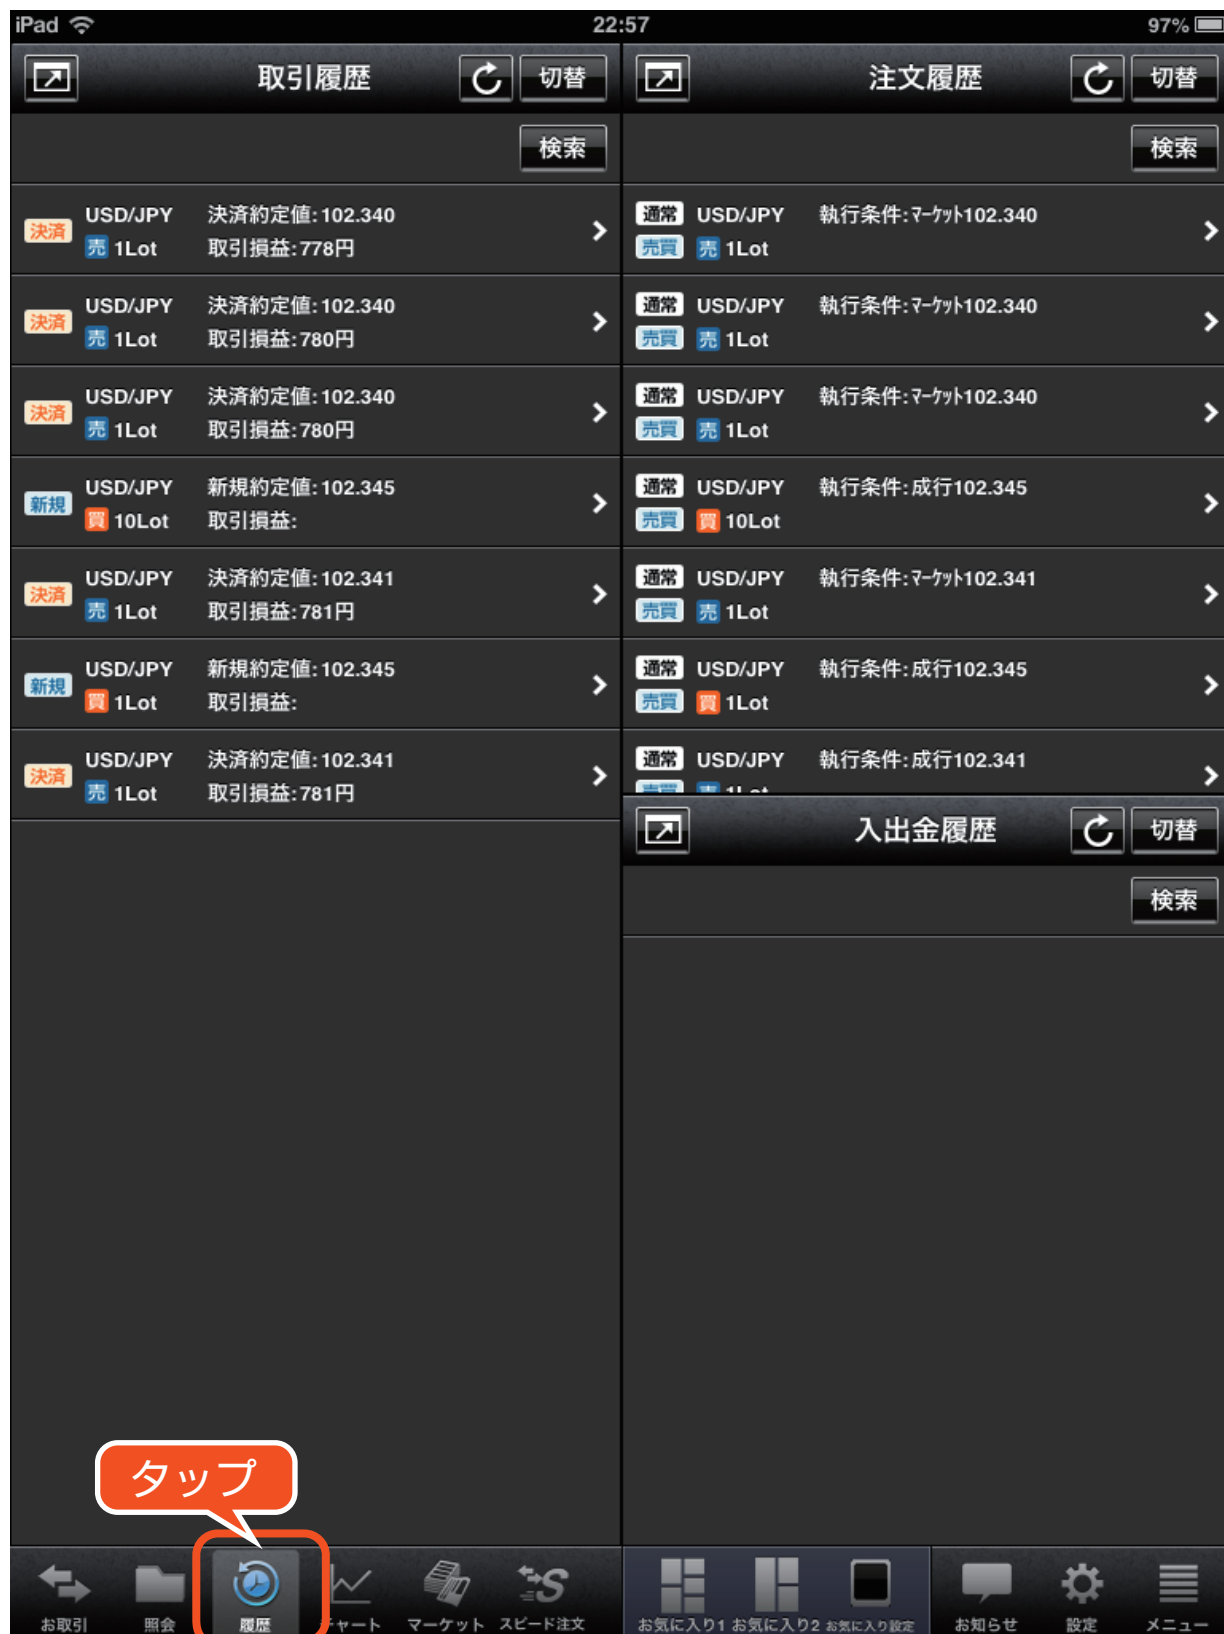 iPad 22:57 97%
取引履歴 切替
検索
決済 USD/JPY 決済約定値:102.340
売 1Lot 取引損益:778円
決済 USD/JPY 決済約定値:102.340
売 1Lot 取引損益:780円
決済 USD/JPY 決済約定値:102.340
売 1Lot 取引損益:780円
新規 USD/JPY 新規約定値:102.345
買 10Lot 取引損益:
決済 USD/JPY 決済約定値:102.341
売 1Lot 取引損益:781円
新規 USD/JPY 新規約定値:102.345
買 1Lot 取引損益:
決済 USD/JPY 決済約定値:102.341
売 1Lot 取引損益:781円
注文履歴 切替
検索
通常 USD/JPY 執行条件:ﾏｰｹｯﾄ102.340
売買 売 1Lot
通常 USD/JPY 執行条件:ﾏｰｹｯﾄ102.340
売買 売 1Lot
通常 USD/JPY 執行条件:ﾏｰｹｯﾄ102.340
売買 売 1Lot
通常 USD/JPY 執行条件:成行102.345
売買 買 10Lot
通常 USD/JPY 執行条件:ﾏｰｹｯﾄ102.341
売買 売 1Lot
通常 USD/JPY 執行条件:成行102.345
売買 買 1Lot
通常 USD/JPY 執行条件:成行102.341
入出金履歴 切替
検索
タップ
お取引 照会 履歴 チャート マーケット スピード注文 お気に入り1 お気に入り2 お気に入り設定 お知らせ 設定 メニュー